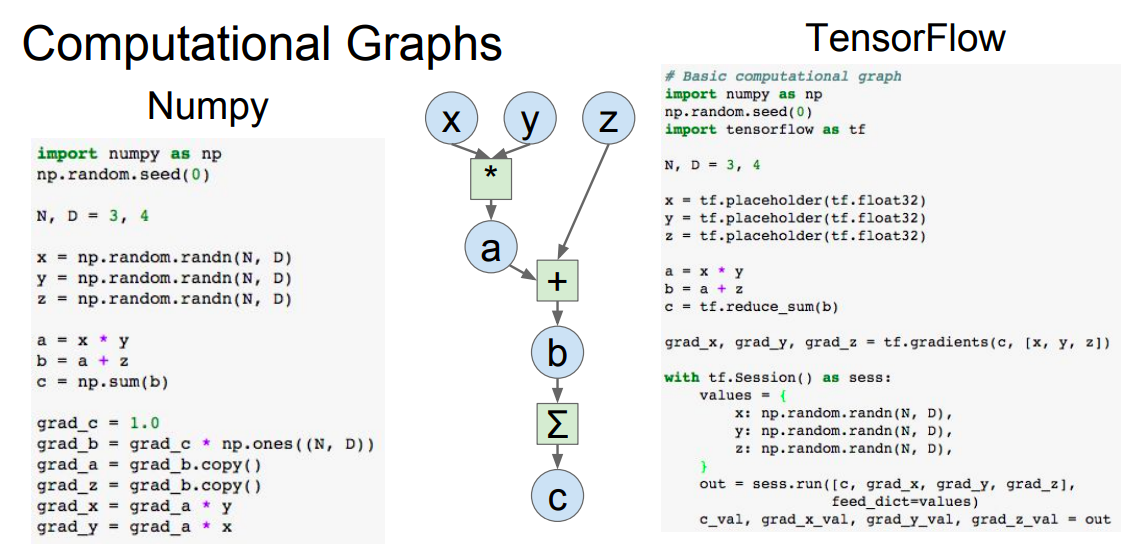 Computational Graphs
Numpy
import numpy as np
np.random.seed(0)
N, D = 3, 4
x = np.random.randn(N, D)
y = np.random.randn(N, D)
z = np.random.randn(N, D)
a = x * y
b = a + z
c = np.sum(b)
grad_c = 1.0
grad_b = grad_c * np.ones((N, D))
grad_a = grad_b.copy()
grad_z = grad_b.copy()
grad_x = grad_a * y
grad_y = grad_a * x
x y z
*
a
+
b
Σ
c
TensorFlow
# Basic computational graph
import numpy as np
np.random.seed(0)
import tensorflow as tf
N, D = 3, 4
x = tf.placeholder(tf.float32)
y = tf.placeholder(tf.float32)
z = tf.placeholder(tf.float32)
a = x * y
b = a + z
c = tf.reduce_sum(b)
grad_x, grad_y, grad_z = tf.gradients(c, [x, y, z])
with tf.Session() as sess:
values = {
x: np.random.randn(N, D),
y: np.random.randn(N, D),
z: np.random.randn(N, D),
}
out = sess.run([c, grad_x, grad_y, grad_z],
feed_dict=values)
c_val, grad_x_val, grad_y_val, grad_z_val = out